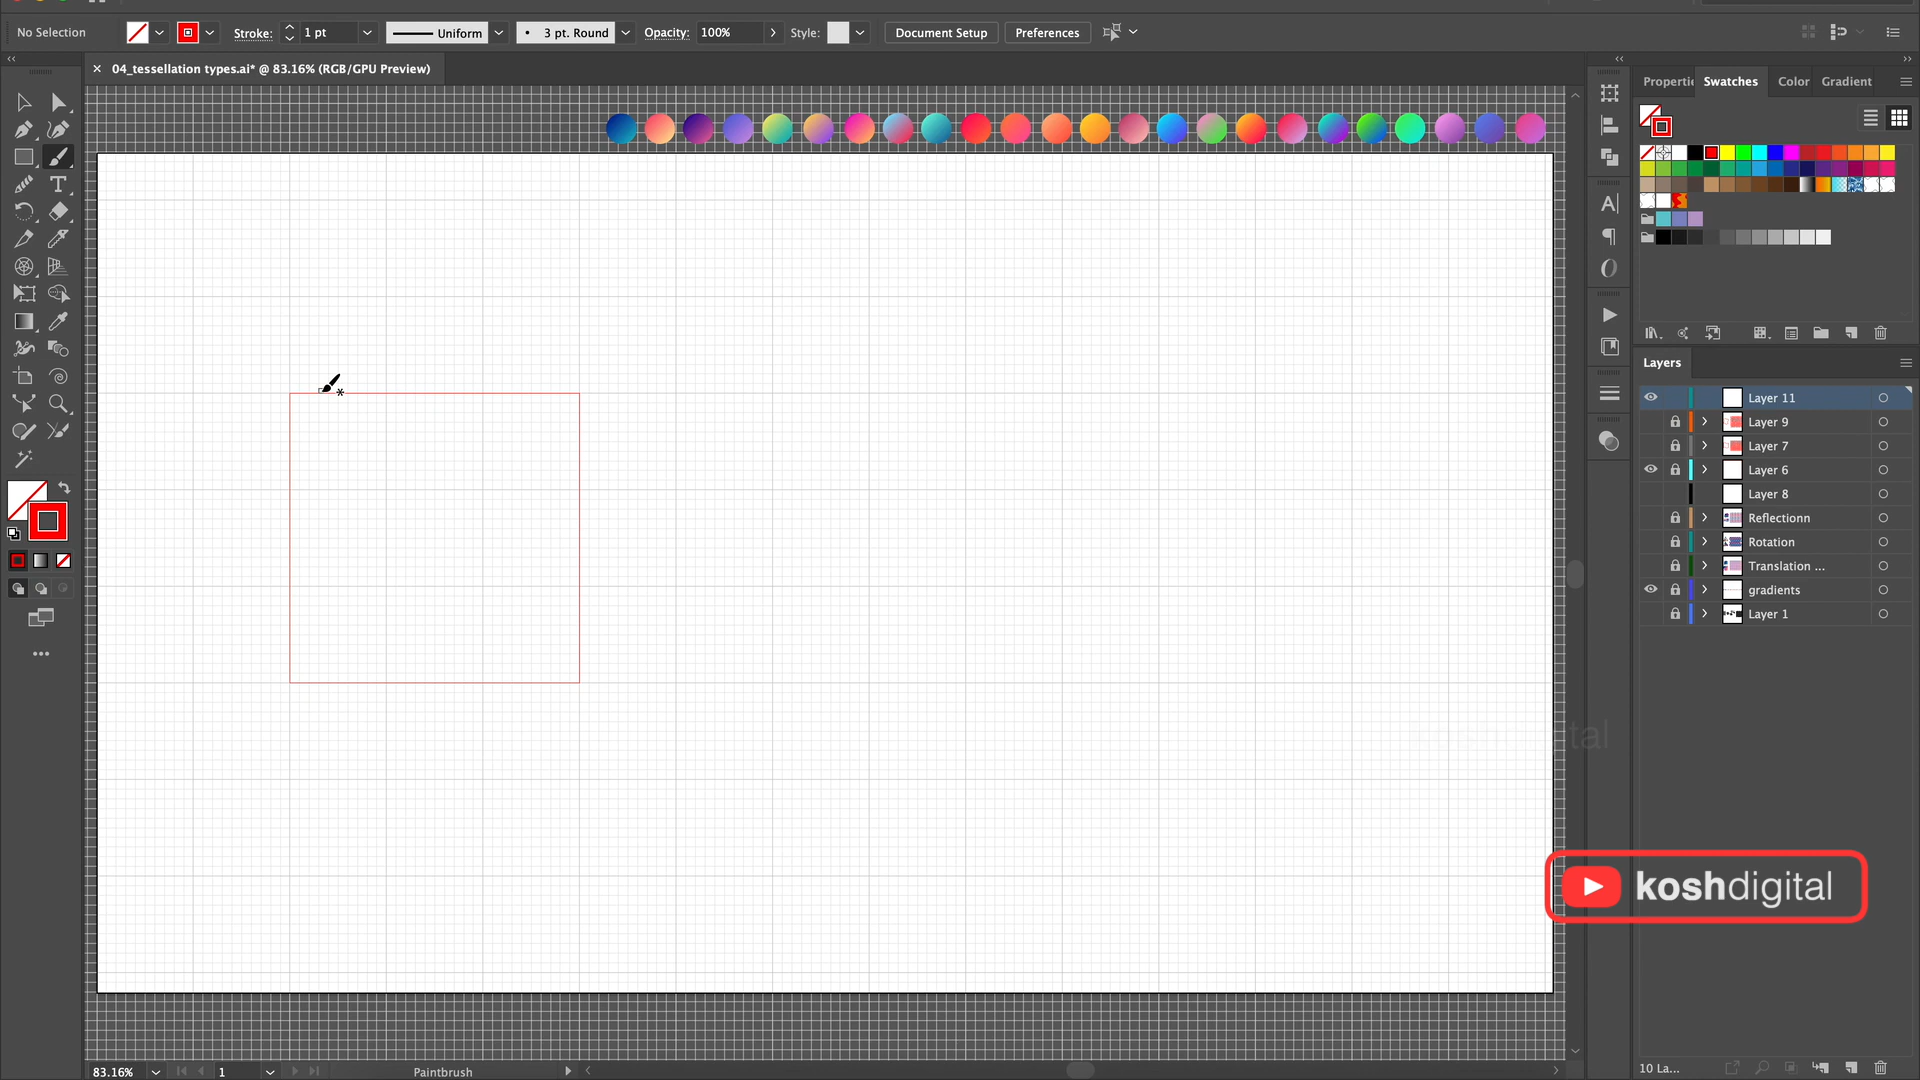 No Selection
Stroke:
1 pt
Uniform
3 pt. Round
Opacity:
100%
Style:
Document Setup
Preferences
04_tessellation types.ai* @ 83.16% (RGB/GPU Preview)
Properti
Swatches
Color
Gradient
Layers
Layer 11
Layer 9
Layer 7
Layer 6
Layer 8
Reflectionn
Rotation
Translation ...
gradients
Layer 1
tal
koshdigital
83.16%
1
Paintbrush
10 La...